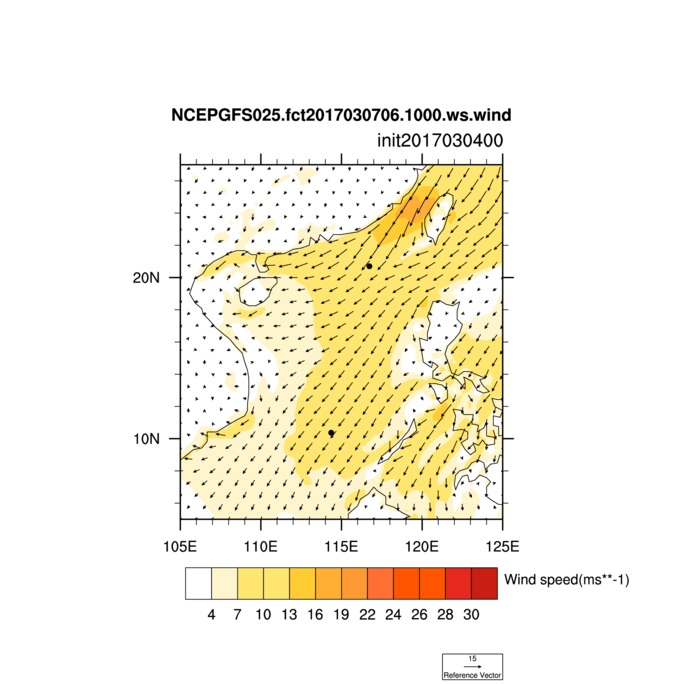 NCEPGFS025.fct2017030706.1000.ws.wind
init2017030400
20N
10N
105E 110E 115E 120E 125E
Wind speed(ms**-1)
4 7 10 13 16 19 22 24 26 28 30
15
Reference Vector